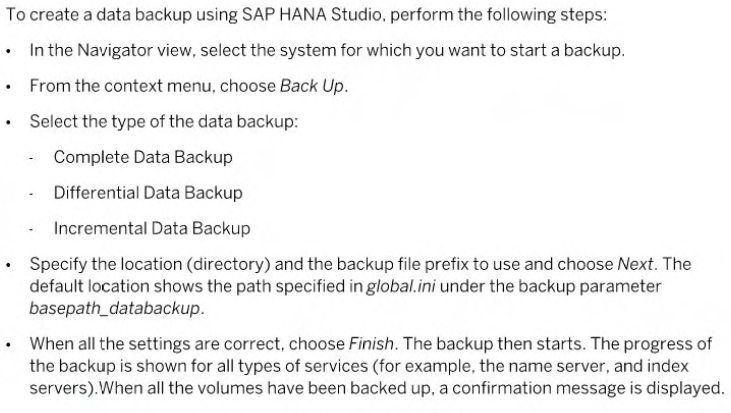 To create a data backup using SAP HANA Studio, perform the following steps:
• In the Navigator view, select the system for which you want to start a backup.
• From the context menu, choose Back Up.
• Select the type of the data backup:
- Complete Data Backup
- Differential Data Backup
- Incremental Data Backup
• Specify the location (directory) and the backup file prefix to use and choose Next. The
default location shows the path specified in global.ini under the backup parameter
basepath_databackup.
• When all the settings are correct, choose Finish. The backup then starts. The progress of
the backup is shown for all types of services (for example, the name server, and index
servers).When all the volumes have been backed up, a confirmation message is displayed.